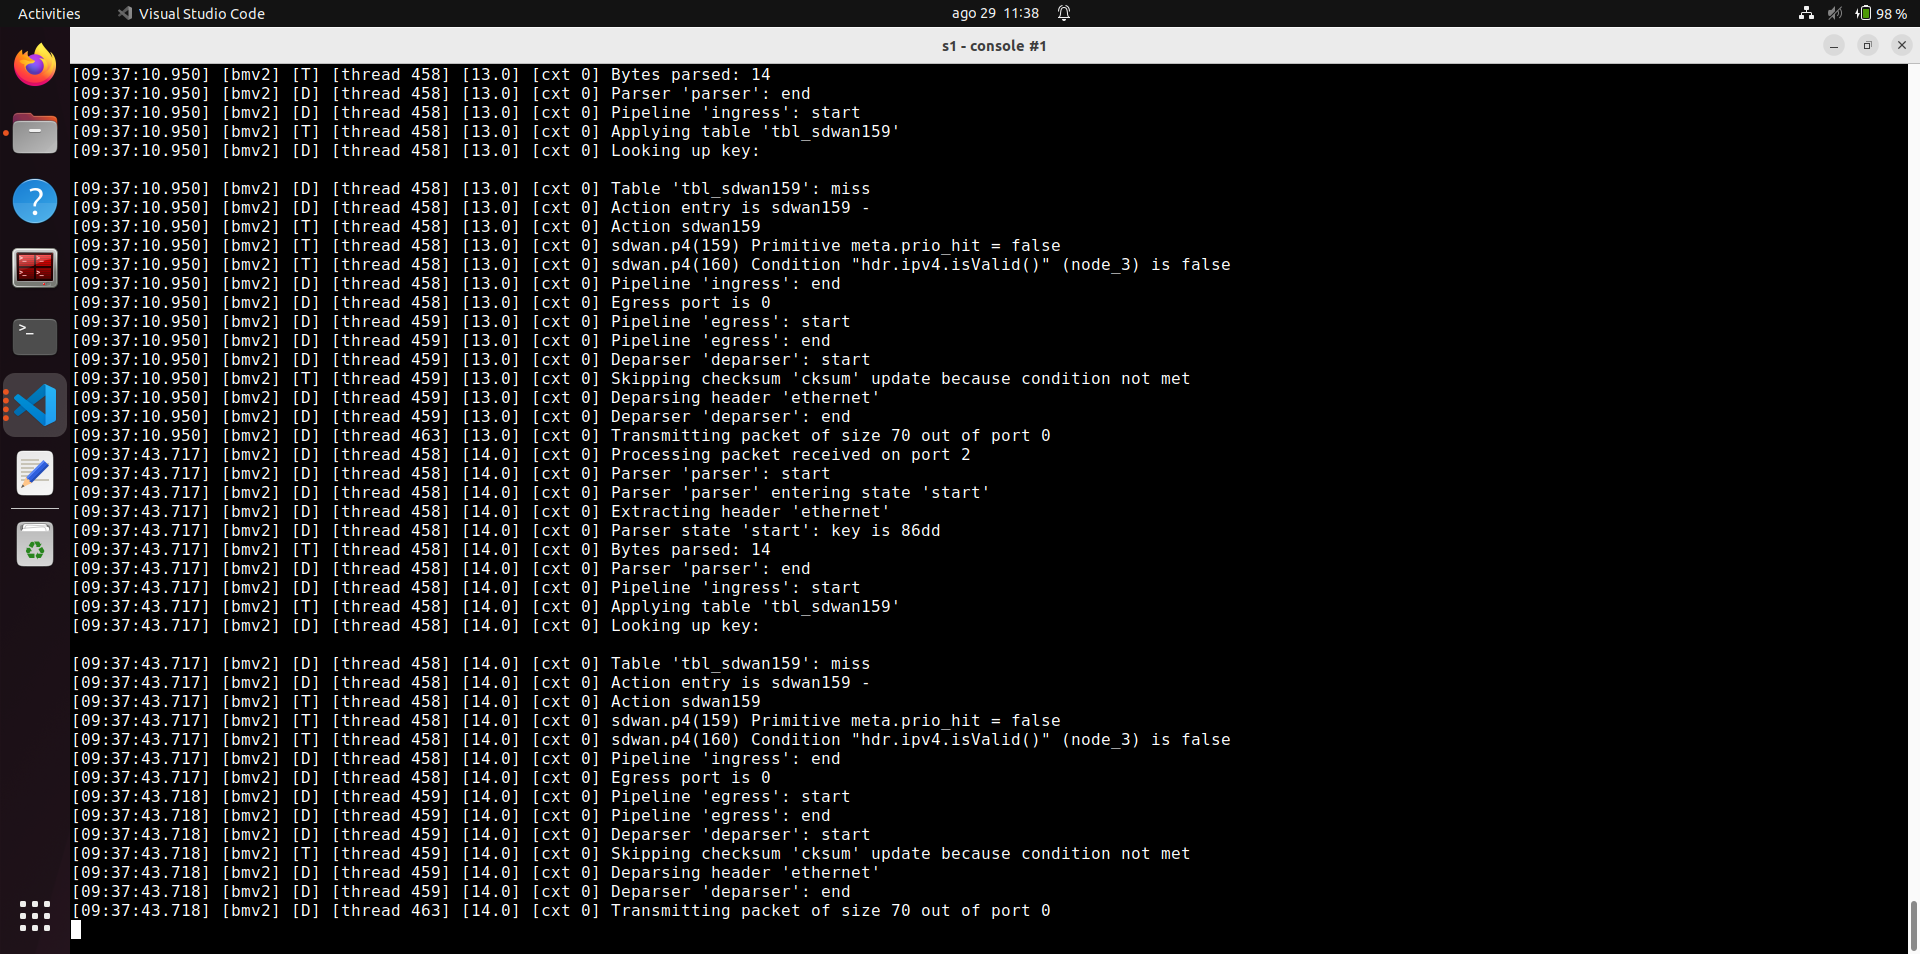 Activities
Visual Studio Code
ago 29 11:38
98 %
s1 - console #1
[09:37:10.950] [bmv2] [T] [thread 458] [13.0] [cxt 0] Bytes parsed: 14
[09:37:10.950] [bmv2] [D] [thread 458] [13.0] [cxt 0] Parser 'parser': end
[09:37:10.950] [bmv2] [D] [thread 458] [13.0] [cxt 0] Pipeline 'ingress': start
[09:37:10.950] [bmv2] [T] [thread 458] [13.0] [cxt 0] Applying table 'tbl_sdwan159'
[09:37:10.950] [bmv2] [D] [thread 458] [13.0] [cxt 0] Looking up key:
[09:37:10.950] [bmv2] [D] [thread 458] [13.0] [cxt 0] Table 'tbl_sdwan159': miss
[09:37:10.950] [bmv2] [D] [thread 458] [13.0] [cxt 0] Action entry is sdwan159 -
[09:37:10.950] [bmv2] [T] [thread 458] [13.0] [cxt 0] Action sdwan159
[09:37:10.950] [bmv2] [T] [thread 458] [13.0] [cxt 0] sdwan.p4(159) Primitive meta.prio_hit = false
[09:37:10.950] [bmv2] [T] [thread 458] [13.0] [cxt 0] sdwan.p4(160) Condition "hdr.ipv4.isValid()" (node_3) is false
[09:37:10.950] [bmv2] [D] [thread 458] [13.0] [cxt 0] Pipeline 'ingress': end
[09:37:10.950] [bmv2] [D] [thread 458] [13.0] [cxt 0] Egress port is 0
[09:37:10.950] [bmv2] [D] [thread 459] [13.0] [cxt 0] Pipeline 'egress': start
[09:37:10.950] [bmv2] [D] [thread 459] [13.0] [cxt 0] Pipeline 'egress': end
[09:37:10.950] [bmv2] [D] [thread 459] [13.0] [cxt 0] Deparser 'deparser': start
[09:37:10.950] [bmv2] [T] [thread 459] [13.0] [cxt 0] Skipping checksum 'cksum' update because condition not met
[09:37:10.950] [bmv2] [D] [thread 459] [13.0] [cxt 0] Deparsing header 'ethernet'
[09:37:10.950] [bmv2] [D] [thread 459] [13.0] [cxt 0] Deparser 'deparser': end
[09:37:10.950] [bmv2] [D] [thread 463] [13.0] [cxt 0] Transmitting packet of size 70 out of port 0
[09:37:43.717] [bmv2] [D] [thread 458] [14.0] [cxt 0] Processing packet received on port 2
[09:37:43.717] [bmv2] [D] [thread 458] [14.0] [cxt 0] Parser 'parser': start
[09:37:43.717] [bmv2] [D] [thread 458] [14.0] [cxt 0] Parser 'parser' entering state 'start'
[09:37:43.717] [bmv2] [D] [thread 458] [14.0] [cxt 0] Extracting header 'ethernet'
[09:37:43.717] [bmv2] [D] [thread 458] [14.0] [cxt 0] Parser state 'start': key is 86dd
[09:37:43.717] [bmv2] [T] [thread 458] [14.0] [cxt 0] Bytes parsed: 14
[09:37:43.717] [bmv2] [D] [thread 458] [14.0] [cxt 0] Parser 'parser': end
[09:37:43.717] [bmv2] [D] [thread 458] [14.0] [cxt 0] Pipeline 'ingress': start
[09:37:43.717] [bmv2] [T] [thread 458] [14.0] [cxt 0] Applying table 'tbl_sdwan159'
[09:37:43.717] [bmv2] [D] [thread 458] [14.0] [cxt 0] Looking up key:
[09:37:43.717] [bmv2] [D] [thread 458] [14.0] [cxt 0] Table 'tbl_sdwan159': miss
[09:37:43.717] [bmv2] [D] [thread 458] [14.0] [cxt 0] Action entry is sdwan159 -
[09:37:43.717] [bmv2] [T] [thread 458] [14.0] [cxt 0] Action sdwan159
[09:37:43.717] [bmv2] [T] [thread 458] [14.0] [cxt 0] sdwan.p4(159) Primitive meta.prio_hit = false
[09:37:43.717] [bmv2] [T] [thread 458] [14.0] [cxt 0] sdwan.p4(160) Condition "hdr.ipv4.isValid()" (node_3) is false
[09:37:43.717] [bmv2] [D] [thread 458] [14.0] [cxt 0] Pipeline 'ingress': end
[09:37:43.717] [bmv2] [D] [thread 458] [14.0] [cxt 0] Egress port is 0
[09:37:43.718] [bmv2] [D] [thread 459] [14.0] [cxt 0] Pipeline 'egress': start
[09:37:43.718] [bmv2] [D] [thread 459] [14.0] [cxt 0] Pipeline 'egress': end
[09:37:43.718] [bmv2] [D] [thread 459] [14.0] [cxt 0] Deparser 'deparser': start
[09:37:43.718] [bmv2] [T] [thread 459] [14.0] [cxt 0] Skipping checksum 'cksum' update because condition not met
[09:37:43.718] [bmv2] [D] [thread 459] [14.0] [cxt 0] Deparsing header 'ethernet'
[09:37:43.718] [bmv2] [D] [thread 459] [14.0] [cxt 0] Deparser 'deparser': end
[09:37:43.718] [bmv2] [D] [thread 463] [14.0] [cxt 0] Transmitting packet of size 70 out of port 0